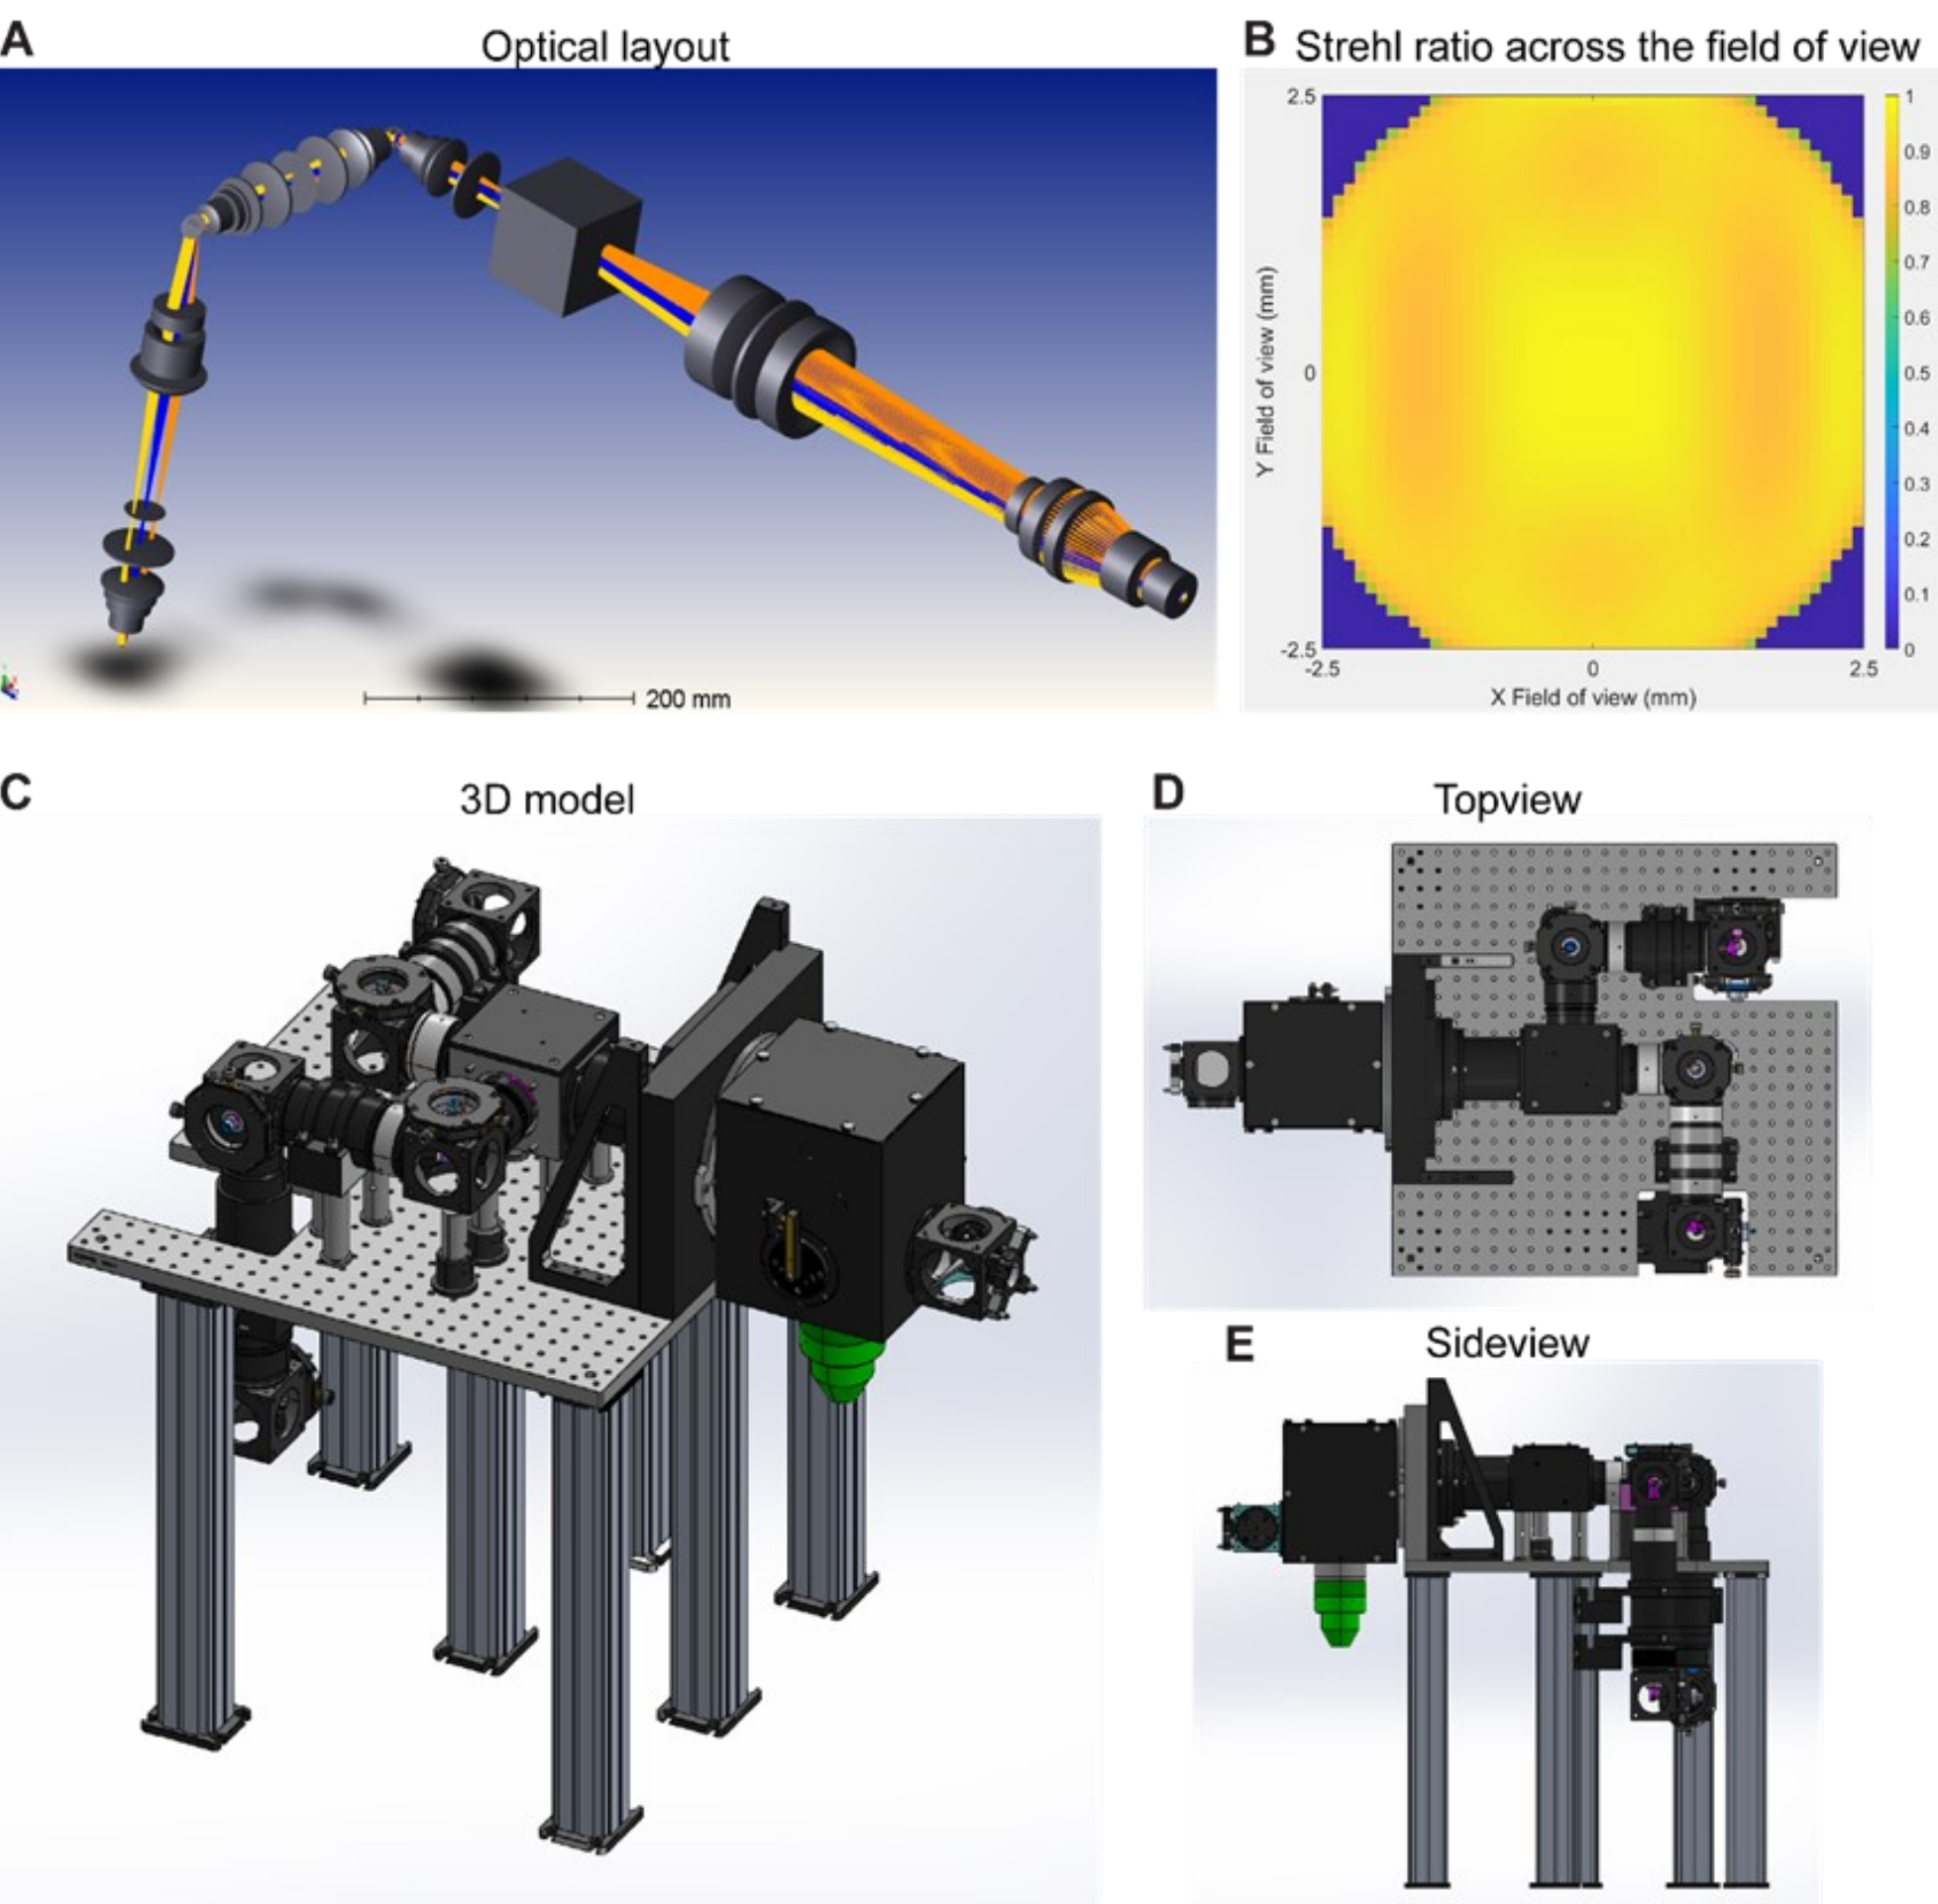 A
Optical layout
200 mm
B
Strehl ratio across the field of view
2.5
0
-2.5
Y Field of view (mm)
-2.5
0
2.5
X Field of view (mm)
1
0.9
0.8
0.7
0.6
0.5
0.4
0.3
0.2
0.1
0
C
3D model
D
Topview
E
Sideview